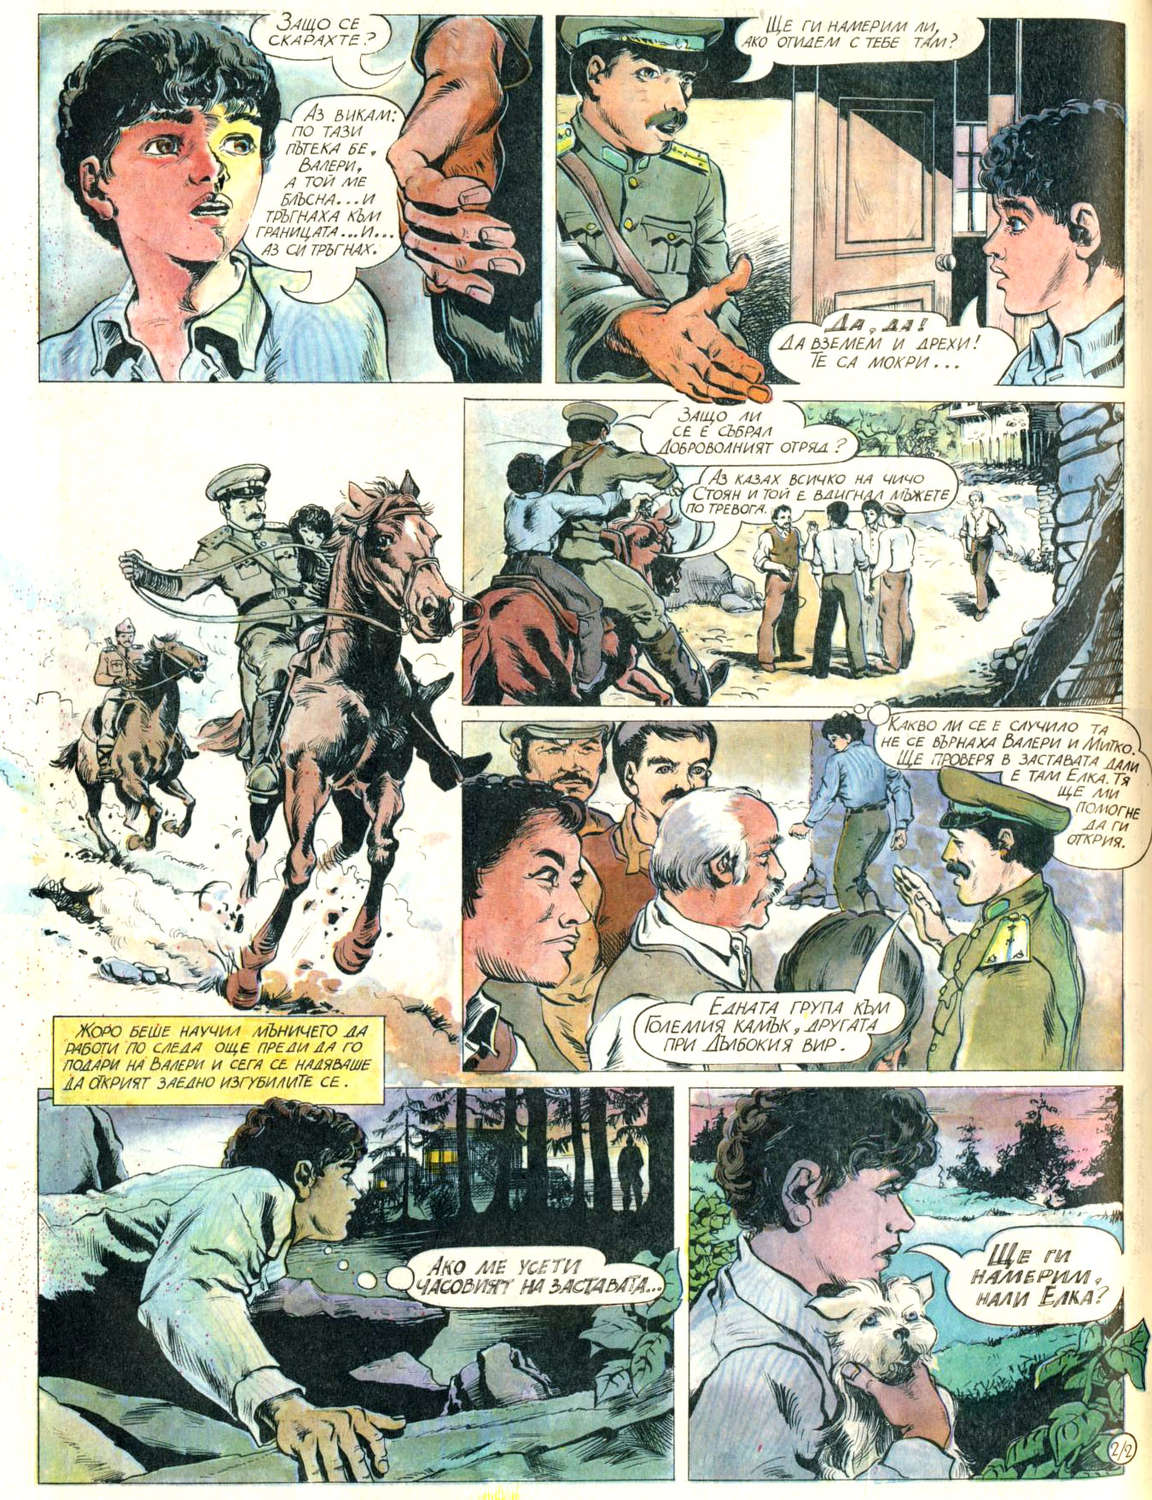 Защо се
скарахте?
Аз викам:
по тази
пътека бе,
Валери,
а той ме
блъсна...и
тръгнаха към
границата...и...
аз си тръгнах.
Ще ги намерим ли,
ако отидем с тебе там?
Да, да!
Да вземем и дрехи!
Те са мокри...
Защо ли
се е събрал
доброволният отряд?
Аз казах всичко на чичо
Стоян и той е вдигнал мъжете
по тревога.
Какво ли се е случило та
не се върнаха Валери и Митко.
Ще проверя в заставата дали
е там Елка. Тя
ще ми
помогне
да ги
открия.
Едната група към
Големия камък, другата
при Дълбокия вир.
Жоро беше научил мъничето да
работи по следа още преди да го
подари на Валери и сега се надяваше
да открият заедно изгубилите се.
Ако ме усети
часовият на заставата...
Ще ги
намерим,
нали Елка?
2/2